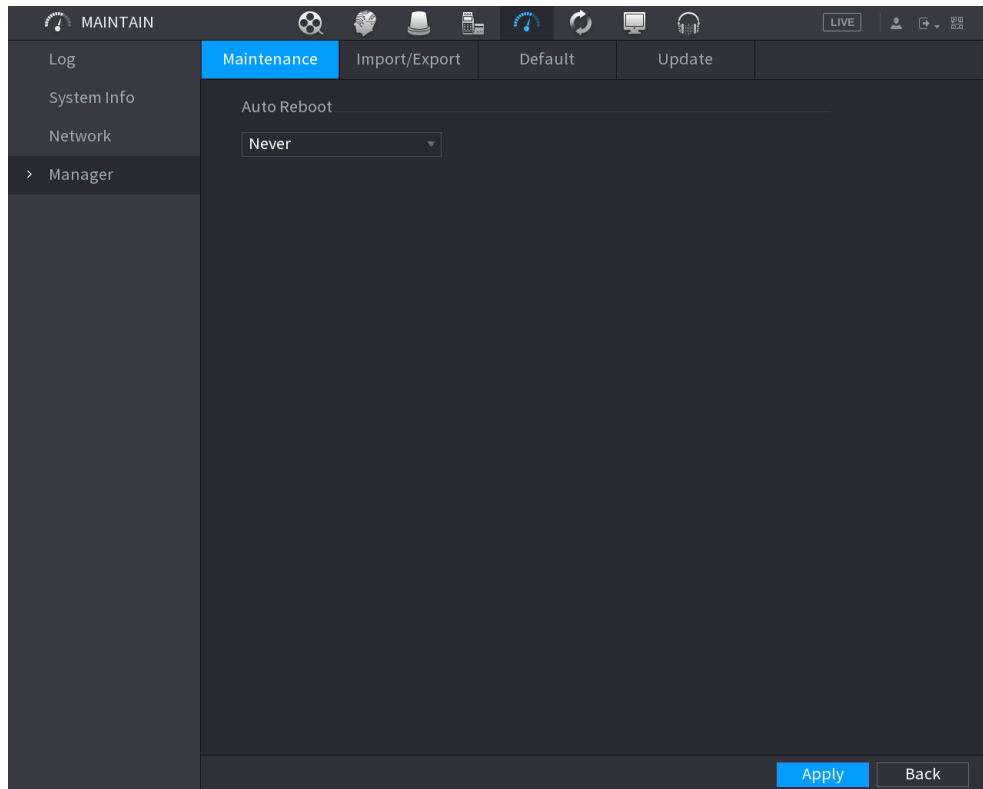 MAINTAIN
LIVE
Log
System Info
Network
Manager
Maintenance
Import/Export
Default
Update
Auto Reboot
Never
Apply
Back